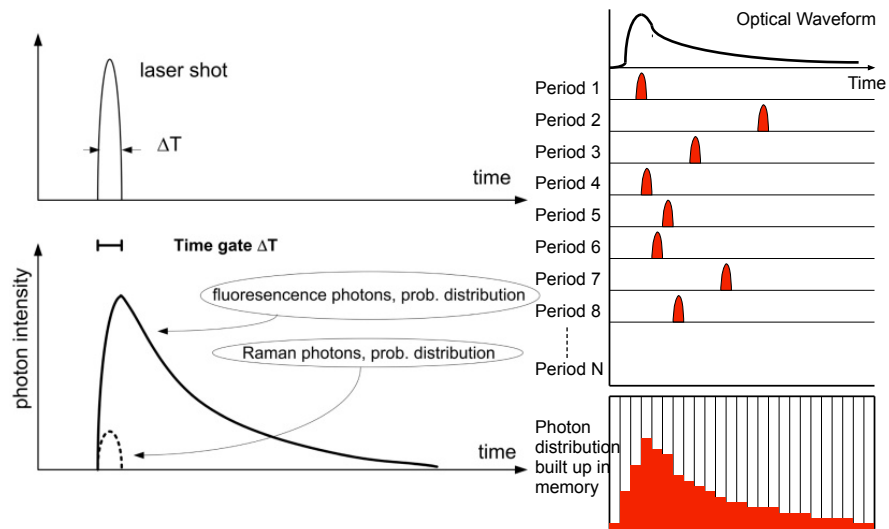 laser shot
ΔT
time
Time gate ΔT
fluoresencence photons, prob. distribution
Raman photons, prob. distribution
photon intensity
time
Optical Waveform
Time
Period 1
Period 2
Period 3
Period 4
Period 5
Period 6
Period 7
Period 8
Period N
Photon
distribution
built up in
memory